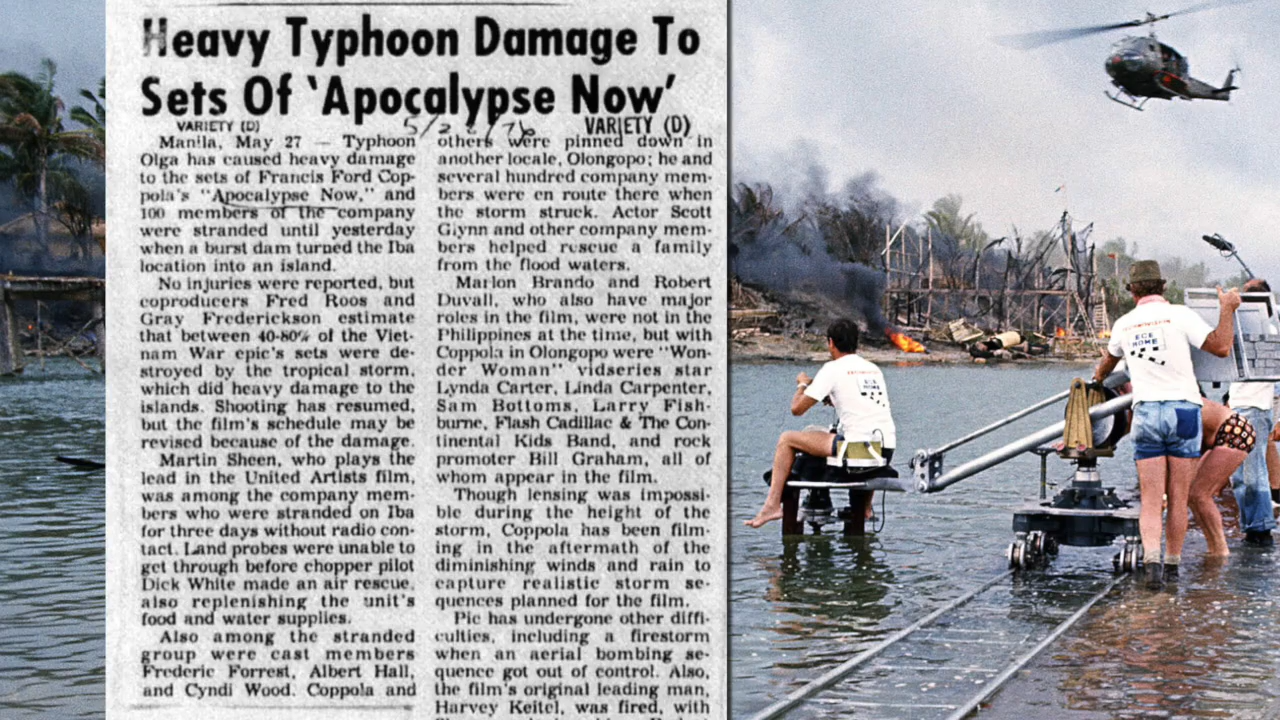 Heavy Typhoon Damage To
Sets Of 'Apocalypse Now'
VARIETY (D)
VARIETY (D)
Manila, May 27 — Typhoon
Olga has caused heavy damage
to the sets of Francis Ford Cop-
pola's "Apocalypse Now," and
100 members of the company
were stranded until yesterday
when a burst dam turned the Iba
location into an island.
No injuries were reported, but
coproducers Fred Roos and
Gray Frederickson estimate
that between 40-80% of the Viet-
nam War epic's sets were de-
stroyed by the tropical storm,
which did heavy damage to the
islands. Shooting has resumed,
but the film's schedule may be
revised because of the damage.
Martin Sheen, who plays the
lead in the United Artists film,
was among the company mem-
bers who were stranded on Iba
for three days without radio con-
tact. Land probes were unable to
get through before chopper pilot
Dick White made an air rescue,
also replenishing the unit's
food and water supplies.
Also among the stranded
group were cast members
Frederic Forrest, Albert Hall,
and Cyndi Wood. Coppola and
others were pinned down in
another locale, Olongopo; he and
several hundred company mem-
bers were en route there when
the storm struck. Actor Scott
Glynn and other company mem-
bers helped rescue a family
from the flood waters.
Marlon Brando and Robert
Duvall, who also have major
roles in the film, were not in the
Philippines at the time, but with
Coppola in Olongopo were "Won-
der Woman" vidseries star
Lynda Carter, Linda Carpenter,
Sam Bottoms, Larry Fish-
burne, Flash Cadillac & The Con-
tinental Kids Band, and rock
promoter Bill Graham, all of
whom appear in the film.
Though lensing was impossi-
ble during the height of the
storm, Coppola has been film-
ing in the aftermath of the
diminishing winds and rain to
capture realistic storm se-
quences planned for the film.
Pic has undergone other diffi-
culties, including a firestorm
when an aerial bombing se-
quence got out of control. Also,
the film's original leading man,
Harvey Keitel, was fired, with